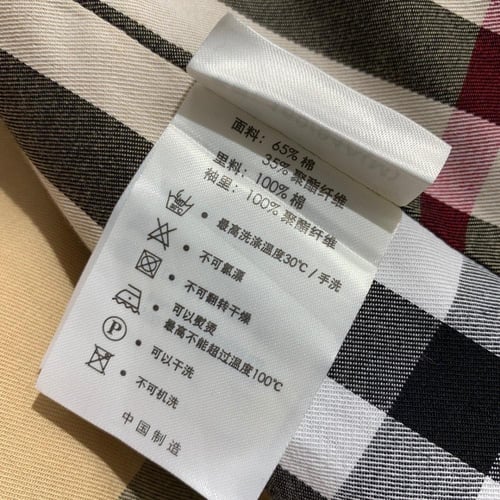 面料：65% 棉
35% 聚酯纤维
里料：100% 棉
袖里：100% 聚酯纤维
最高洗涤温度30℃ / 手洗
不可氯漂
不可翻转干燥
可以熨烫
最高不能超过温度100℃
P
可以干洗
不可机洗
中国制造